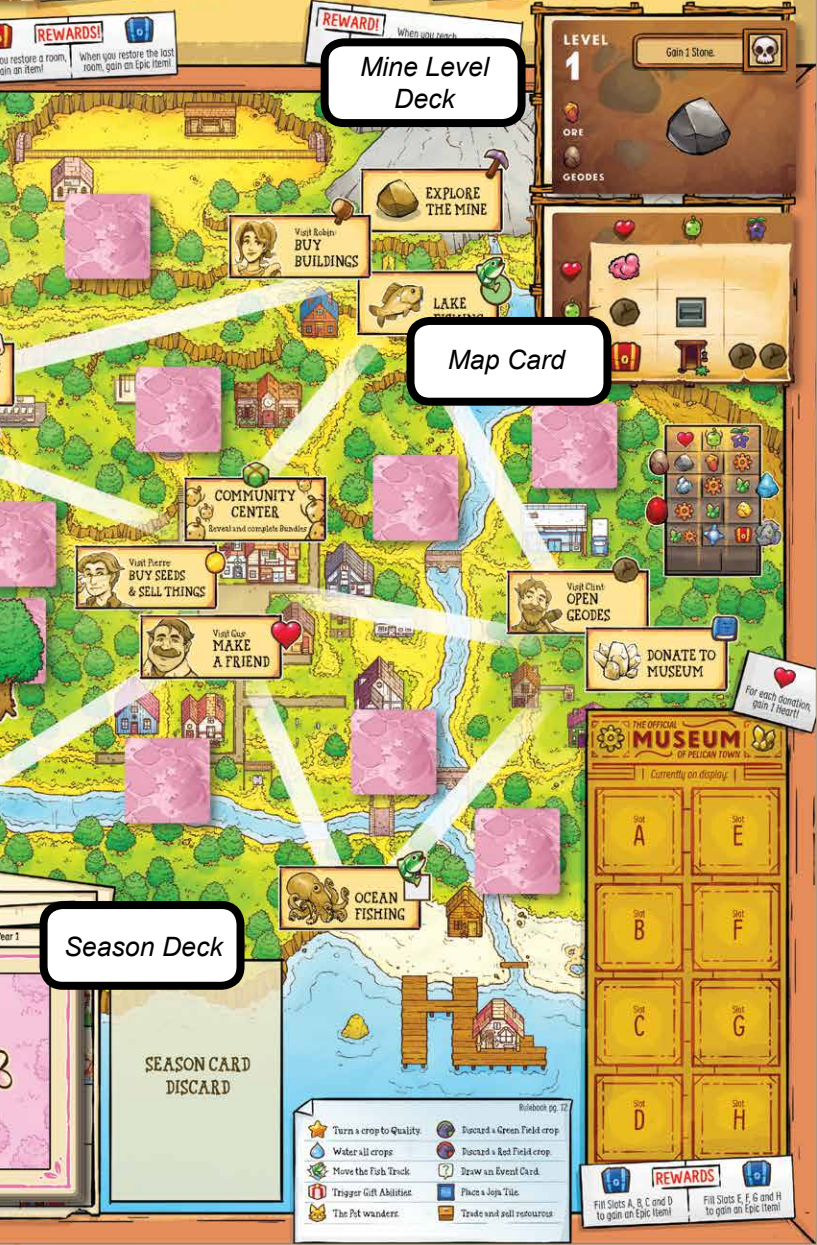 REWARDS!
you restore a room,
gain an item!
When you restore the last
room, gain an Epic Item!
REWARD!
When you reach
Mine Level
Deck
LEVEL
1
Gain 1 Stone.
ORE
GEODES
EXPLORE
THE MINE
Visit Robin:
BUY
BUILDINGS
LAKE
FISHING
Map Card
COMMUNITY
CENTER
Reveal and complete Bundles
Visit Pierre:
BUY SEEDS
& SELL THINGS
Visit Clint:
OPEN
GEODES
Visit Gus:
MAKE
A FRIEND
DONATE TO
MUSEUM
For each donation,
gain 1 Heart!
THE OFFICIAL
MUSEUM
OF PELICAN TOWN
Currently on display:
Slot
A
Slot
E
Slot
B
Slot
F
Slot
C
Slot
G
Slot
D
Slot
H
OCEAN
FISHING
Year 1
Season Deck
SEASON CARD
DISCARD
Rulebook pg. 12
Turn a crop to Quality.
Water all crops.
Move the Fish Track.
Trigger Gift Abilities.
The Pet wanders.
Discard a Green Field crop.
Discard a Red Field crop.
Draw an Event Card.
Place a Joja Tile.
Trade and sell resources.
REWARDS
Fill Slots A, B, C and D
to gain an Epic Item!
Fill Slots E, F, G and H
to gain an Epic Item!